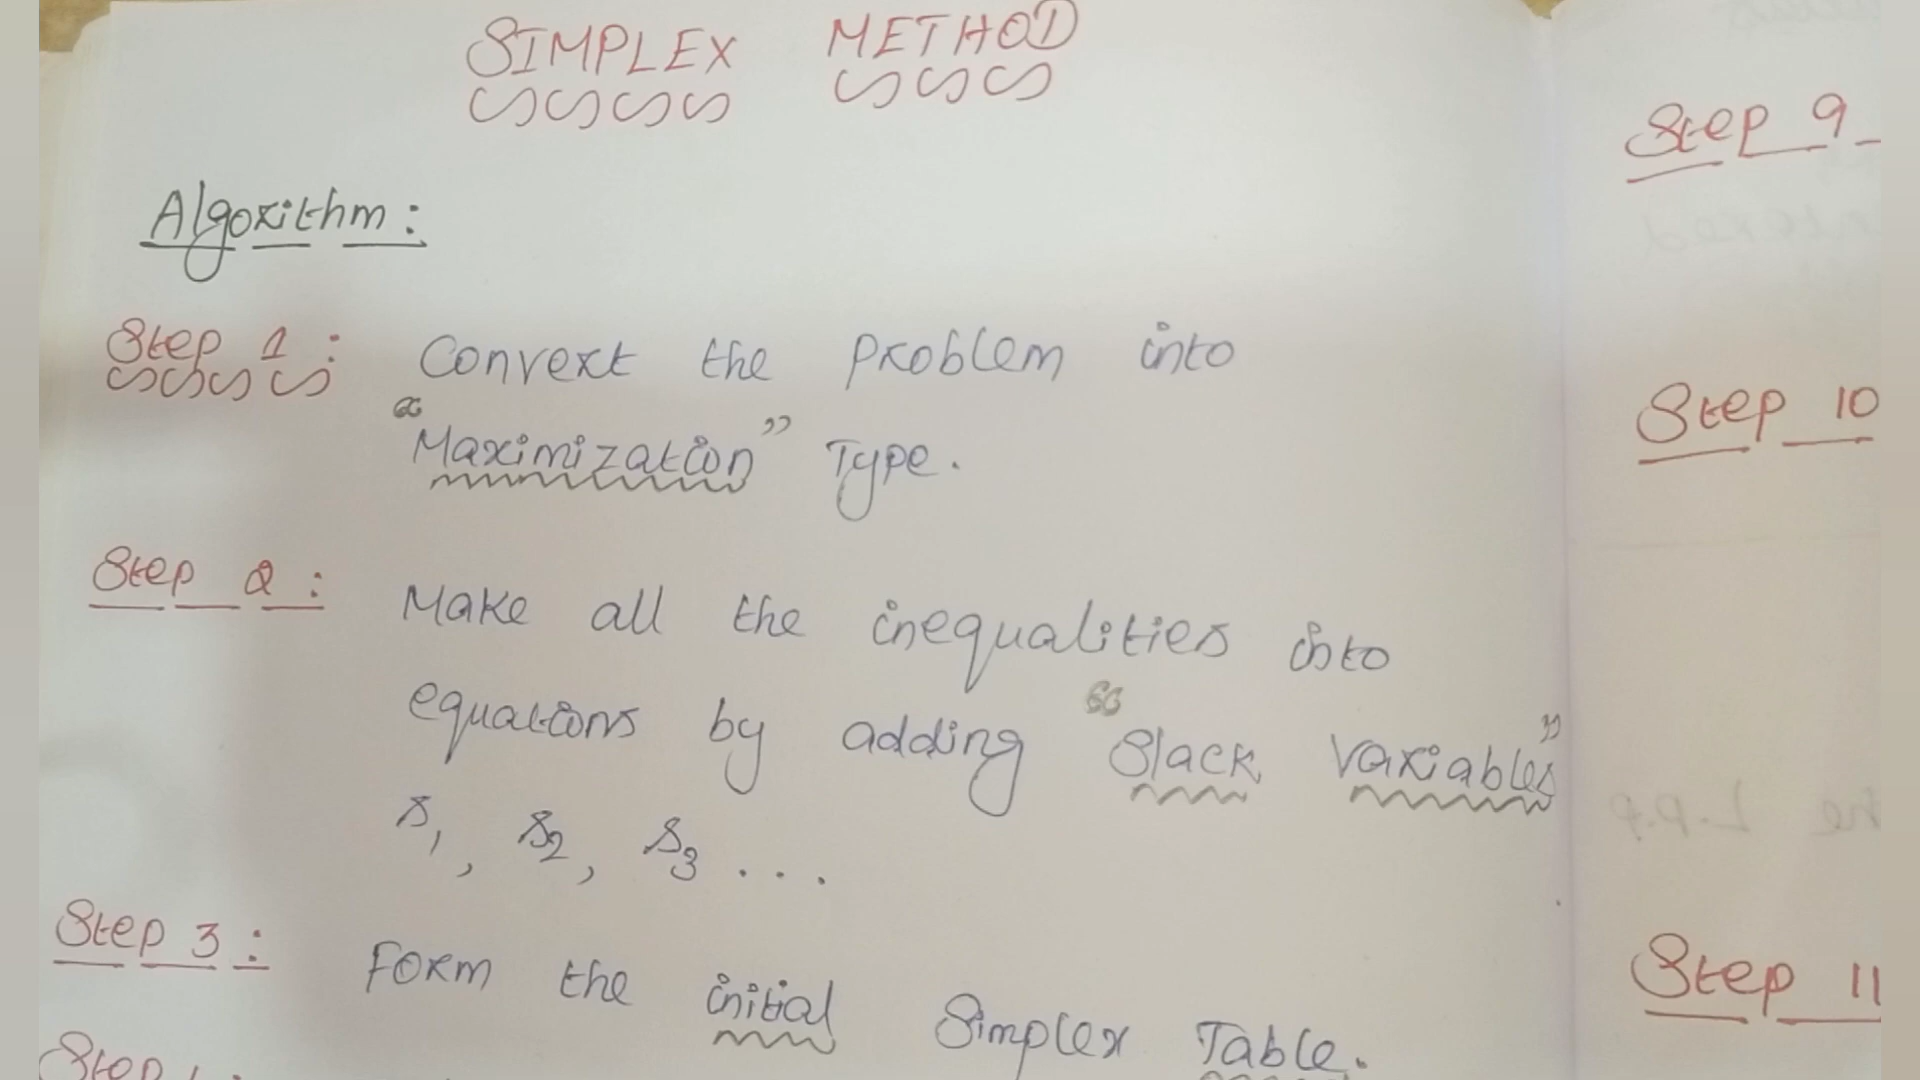 SIMPLEX METHOD
Algorithm:
Step 1: Convert the problem into
"Maximization" Type.
Step 2: Make all the inequalities into
equations by adding "Slack Variables"
s1, s2, s3 ...
Step 3: Form the initial Simplex Table.
Step
Step 9
Step 10
Step 11